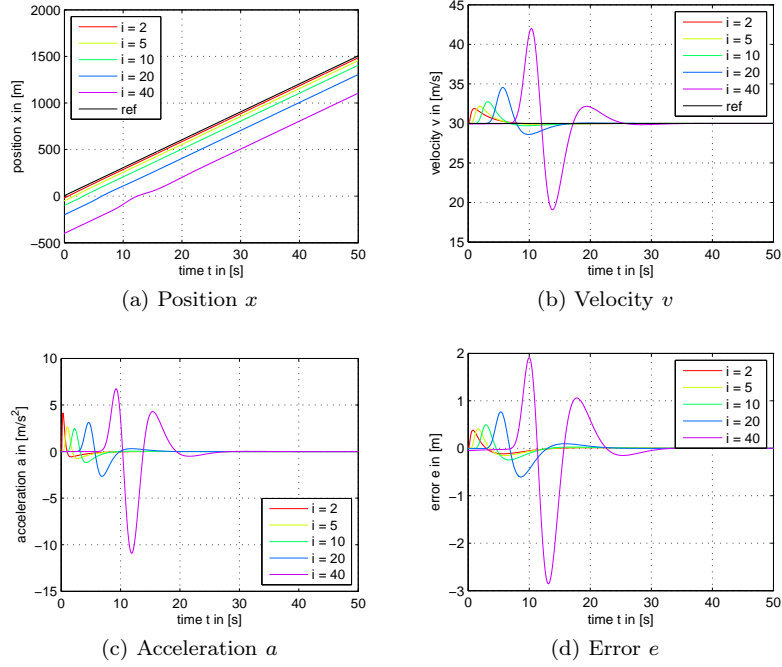 2000
1500
1000
500
0
−500
position x in [m]
i = 2
i = 5
i = 10
i = 20
i = 40
ref
0
10
20
30
40
50
time t in [s]
(a) Position x
45
40
35
30
25
20
15
velocity v in [m/s]
i = 2
i = 5
i = 10
i = 20
i = 40
ref
0
10
20
30
40
50
time t in [s]
(b) Velocity v
10
5
0
−5
−10
−15
acceleration a in [m/s²]
i = 2
i = 5
i = 10
i = 20
i = 40
0
10
20
30
40
50
time t in [s]
(c) Acceleration a
2
1
0
−1
−2
−3
error e in [m]
i = 2
i = 5
i = 10
i = 20
i = 40
0
10
20
30
40
50
time t in [s]
(d) Error e